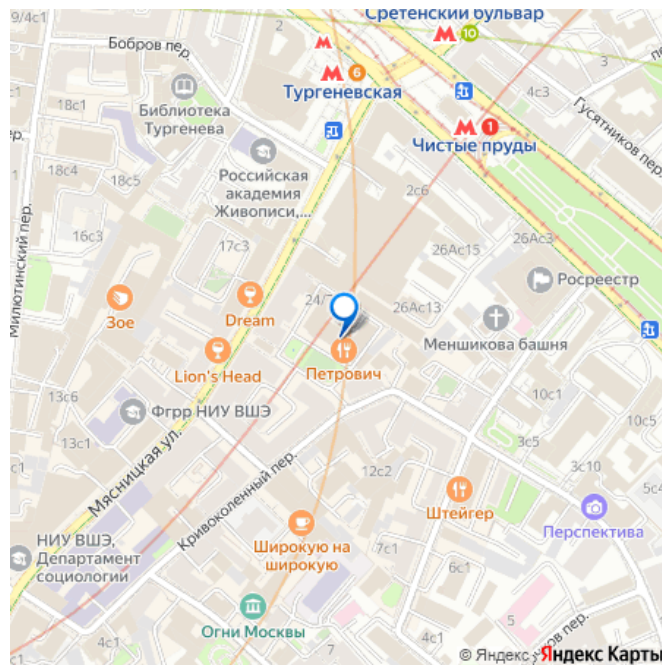 9/4с1
Сретенский бульвар
10
Бобров пер.
6
Тургеневская
18с1
Библиотека
Тургенева
4с3
Гусятников пер.
1
Чистые пруды
18с4
18с5
Российская
академия
Живописи,...
2с6
Милютинский пер.
16с3
17с3
26Ас15
26Ас3
Росреестр
Зое
Dream
24/
26Ас13
Меншикова башня
Lion's Head
Петрович
13с6
Фгрр НИУ ВШЭ
10с1
13с1
Мясницкая ул.
3с5
12с2
3с10
5с4
Кривоколенный пер.
Штейгер
Перспектива
НИУ ВШЭ,
Департамент
социологии
Широкую на
широкую
7с1
6с1
7
5
Огни Москвы
4с1
4с1
ов пер.
© Яндекс
Яндекс Карты